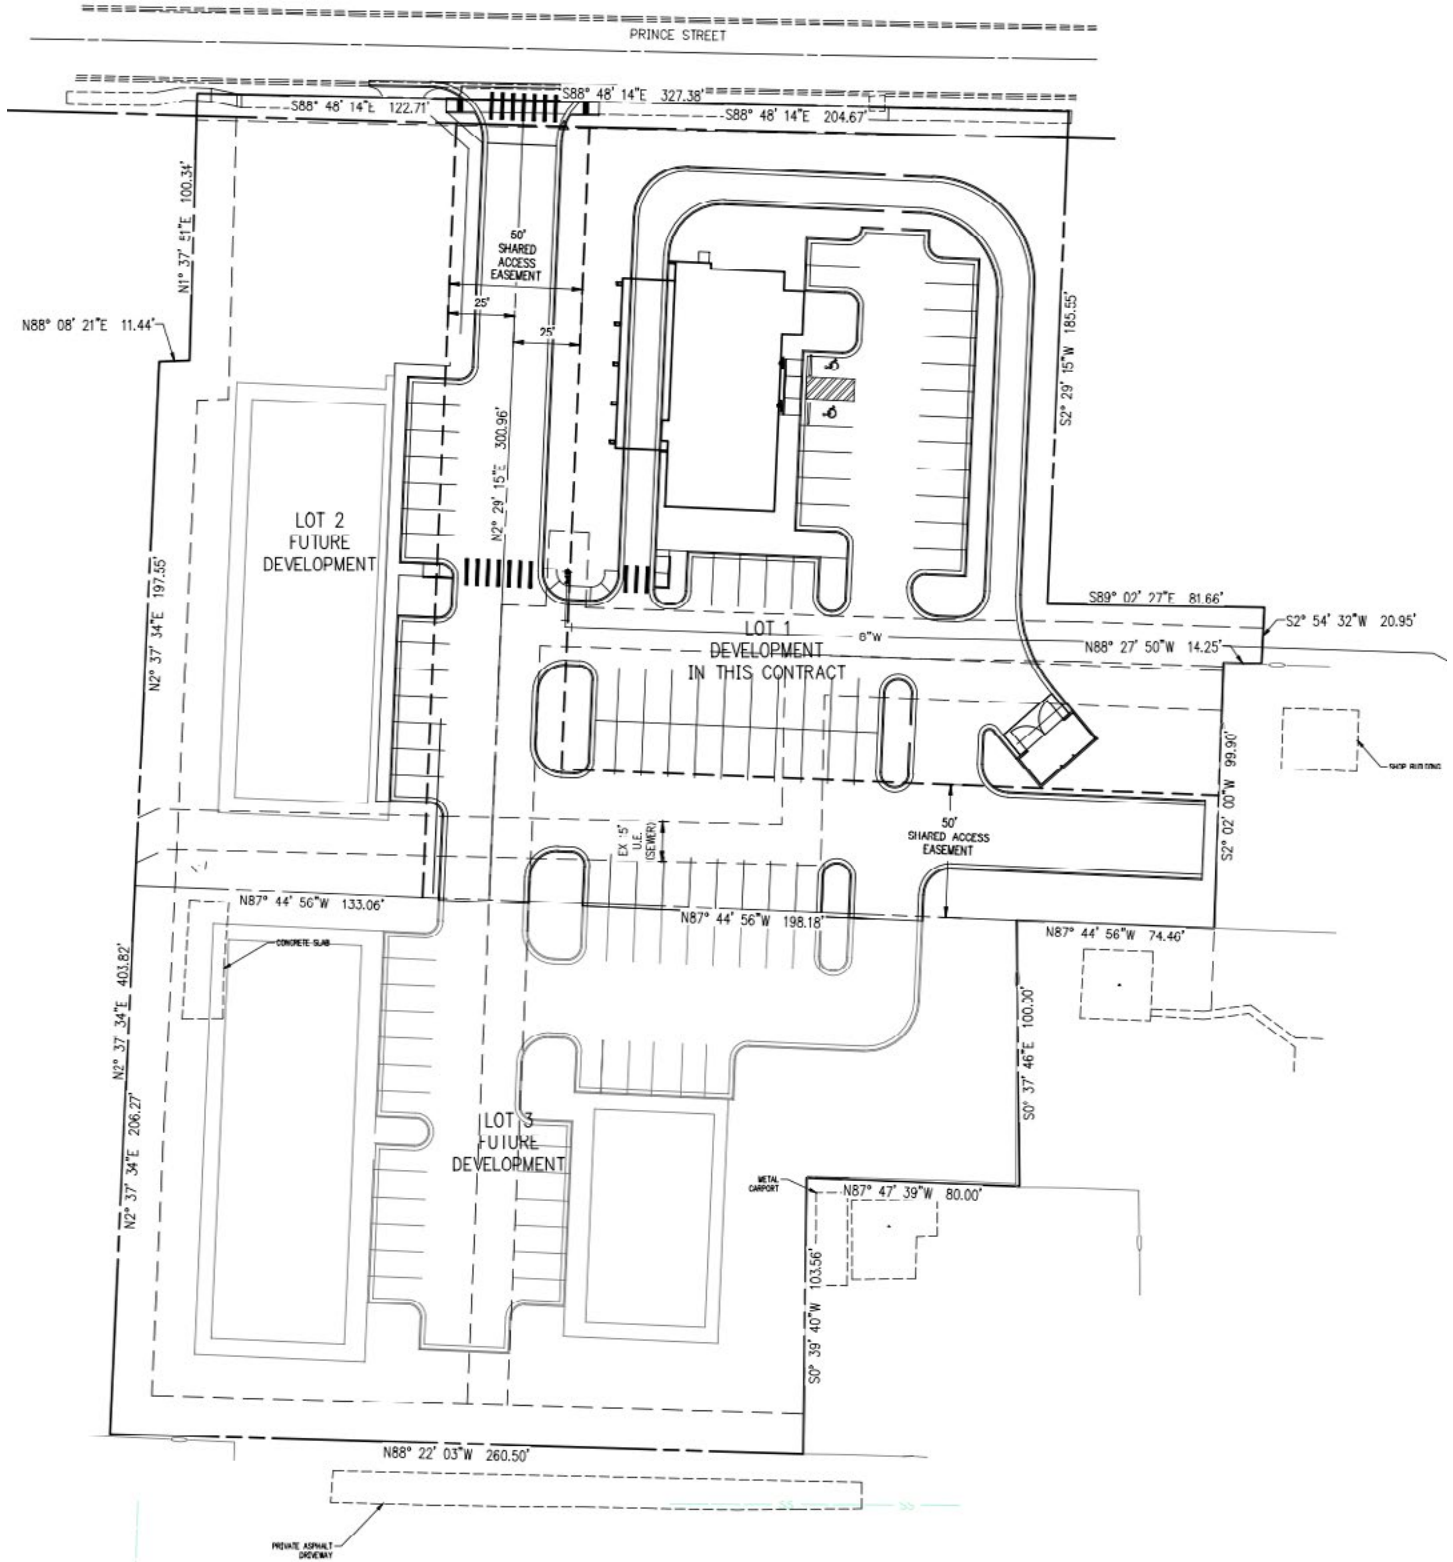 PRINCE STREET
S88° 48' 14"E 327.38'
S88° 48' 14"E 122.71'
S88° 48' 14"E 204.67'
N1° 37' 51"E 100.34'
50'
SHARED
ACCESS
EASEMENT
25'
25'
N88° 08' 21"E 11.44'
S2° 29' 15"W 185.55'
N2° 29' 15"E 300.96'
LOT 2
FUTURE
DEVELOPMENT
N2° 37' 34"E 197.55'
S89° 02' 27"E 81.66'
S2° 54' 32"W 20.95'
LOT 1
DEVELOPMENT
IN THIS CONTRACT
6"W
N88° 27' 50"W 14.25'
SHOP BUILDING
S2° 02' 00"W 99.90'
50'
SHARED ACCESS
EASEMENT
EX 15'
U.E.
(SEWER)
N87° 44' 56"W 133.06'
N87° 44' 56"W 198.18'
N87° 44' 56"W 74.46'
CONCRETE SLAB
N2° 37' 34"E 403.82'
S0° 37' 46"E 100.00'
N2° 37' 34"E 206.27'
LOT 3
FUTURE
DEVELOPMENT
METAL
CARPORT
N87° 47' 39"W 80.00'
S0° 39' 40"W 103.56'
N88° 22' 03"W 260.50'
SS SS
PRIVATE ASPHALT
DRIVEWAY